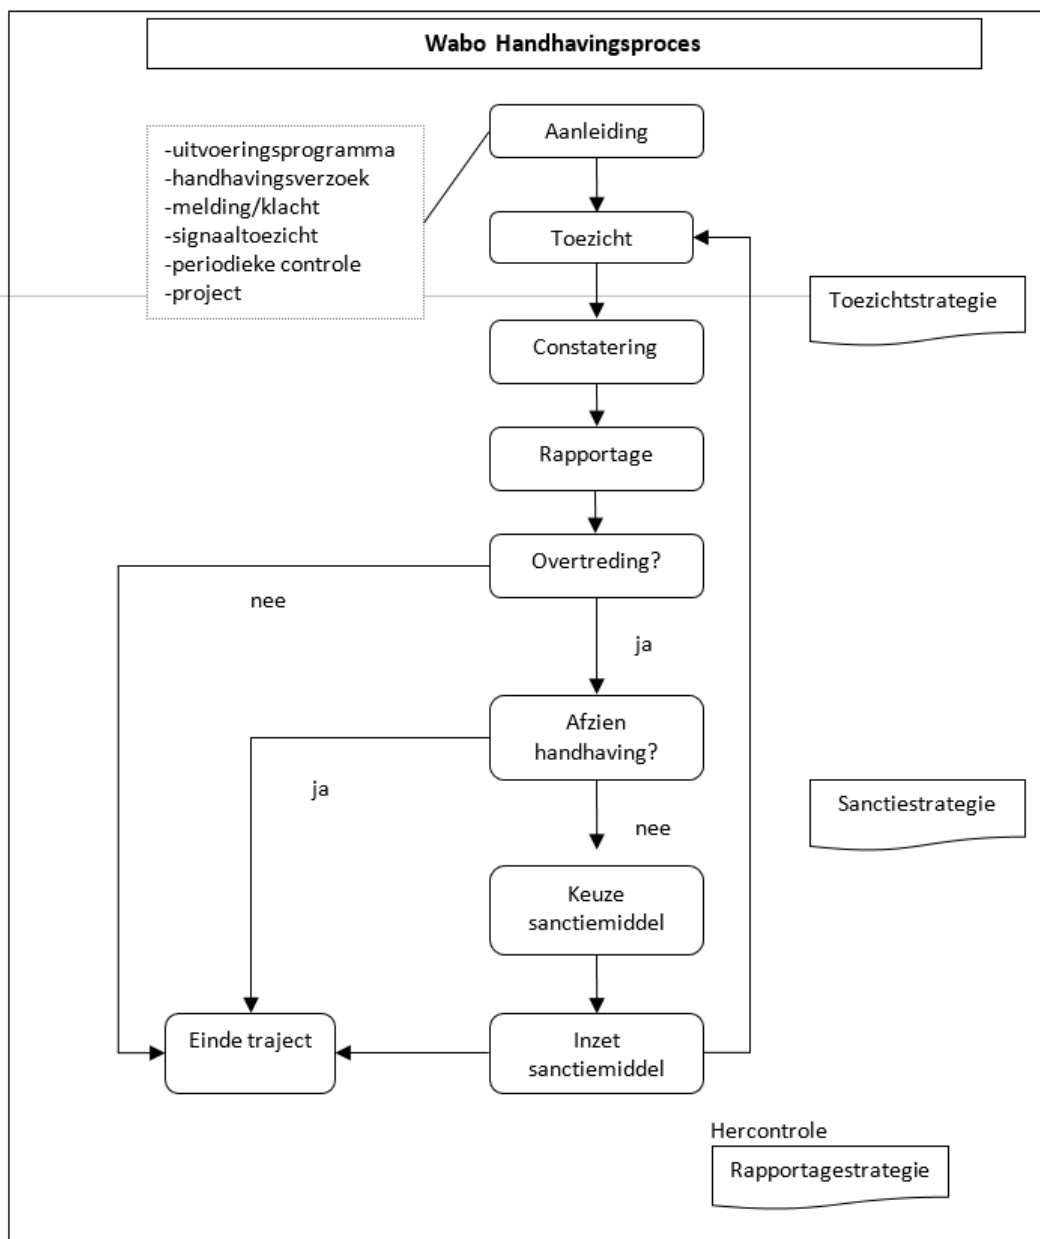 Wabo Handhavingsproces
Aanleiding
-uitvoeringsprogramma
-handhavingsverzoek
-melding/klacht
-signaaltoezicht
-periodieke controle
-project
Toezicht
Toezichtstrategie
Constatering
Rapportage
Overtreding?
nee
ja
Afzien
handhaving?
ja
nee
Sanctiestrategie
Keuze
sanctiemiddel
Einde traject
Inzet
sanctiemiddel
Hercontrole
Rapportagestrategie